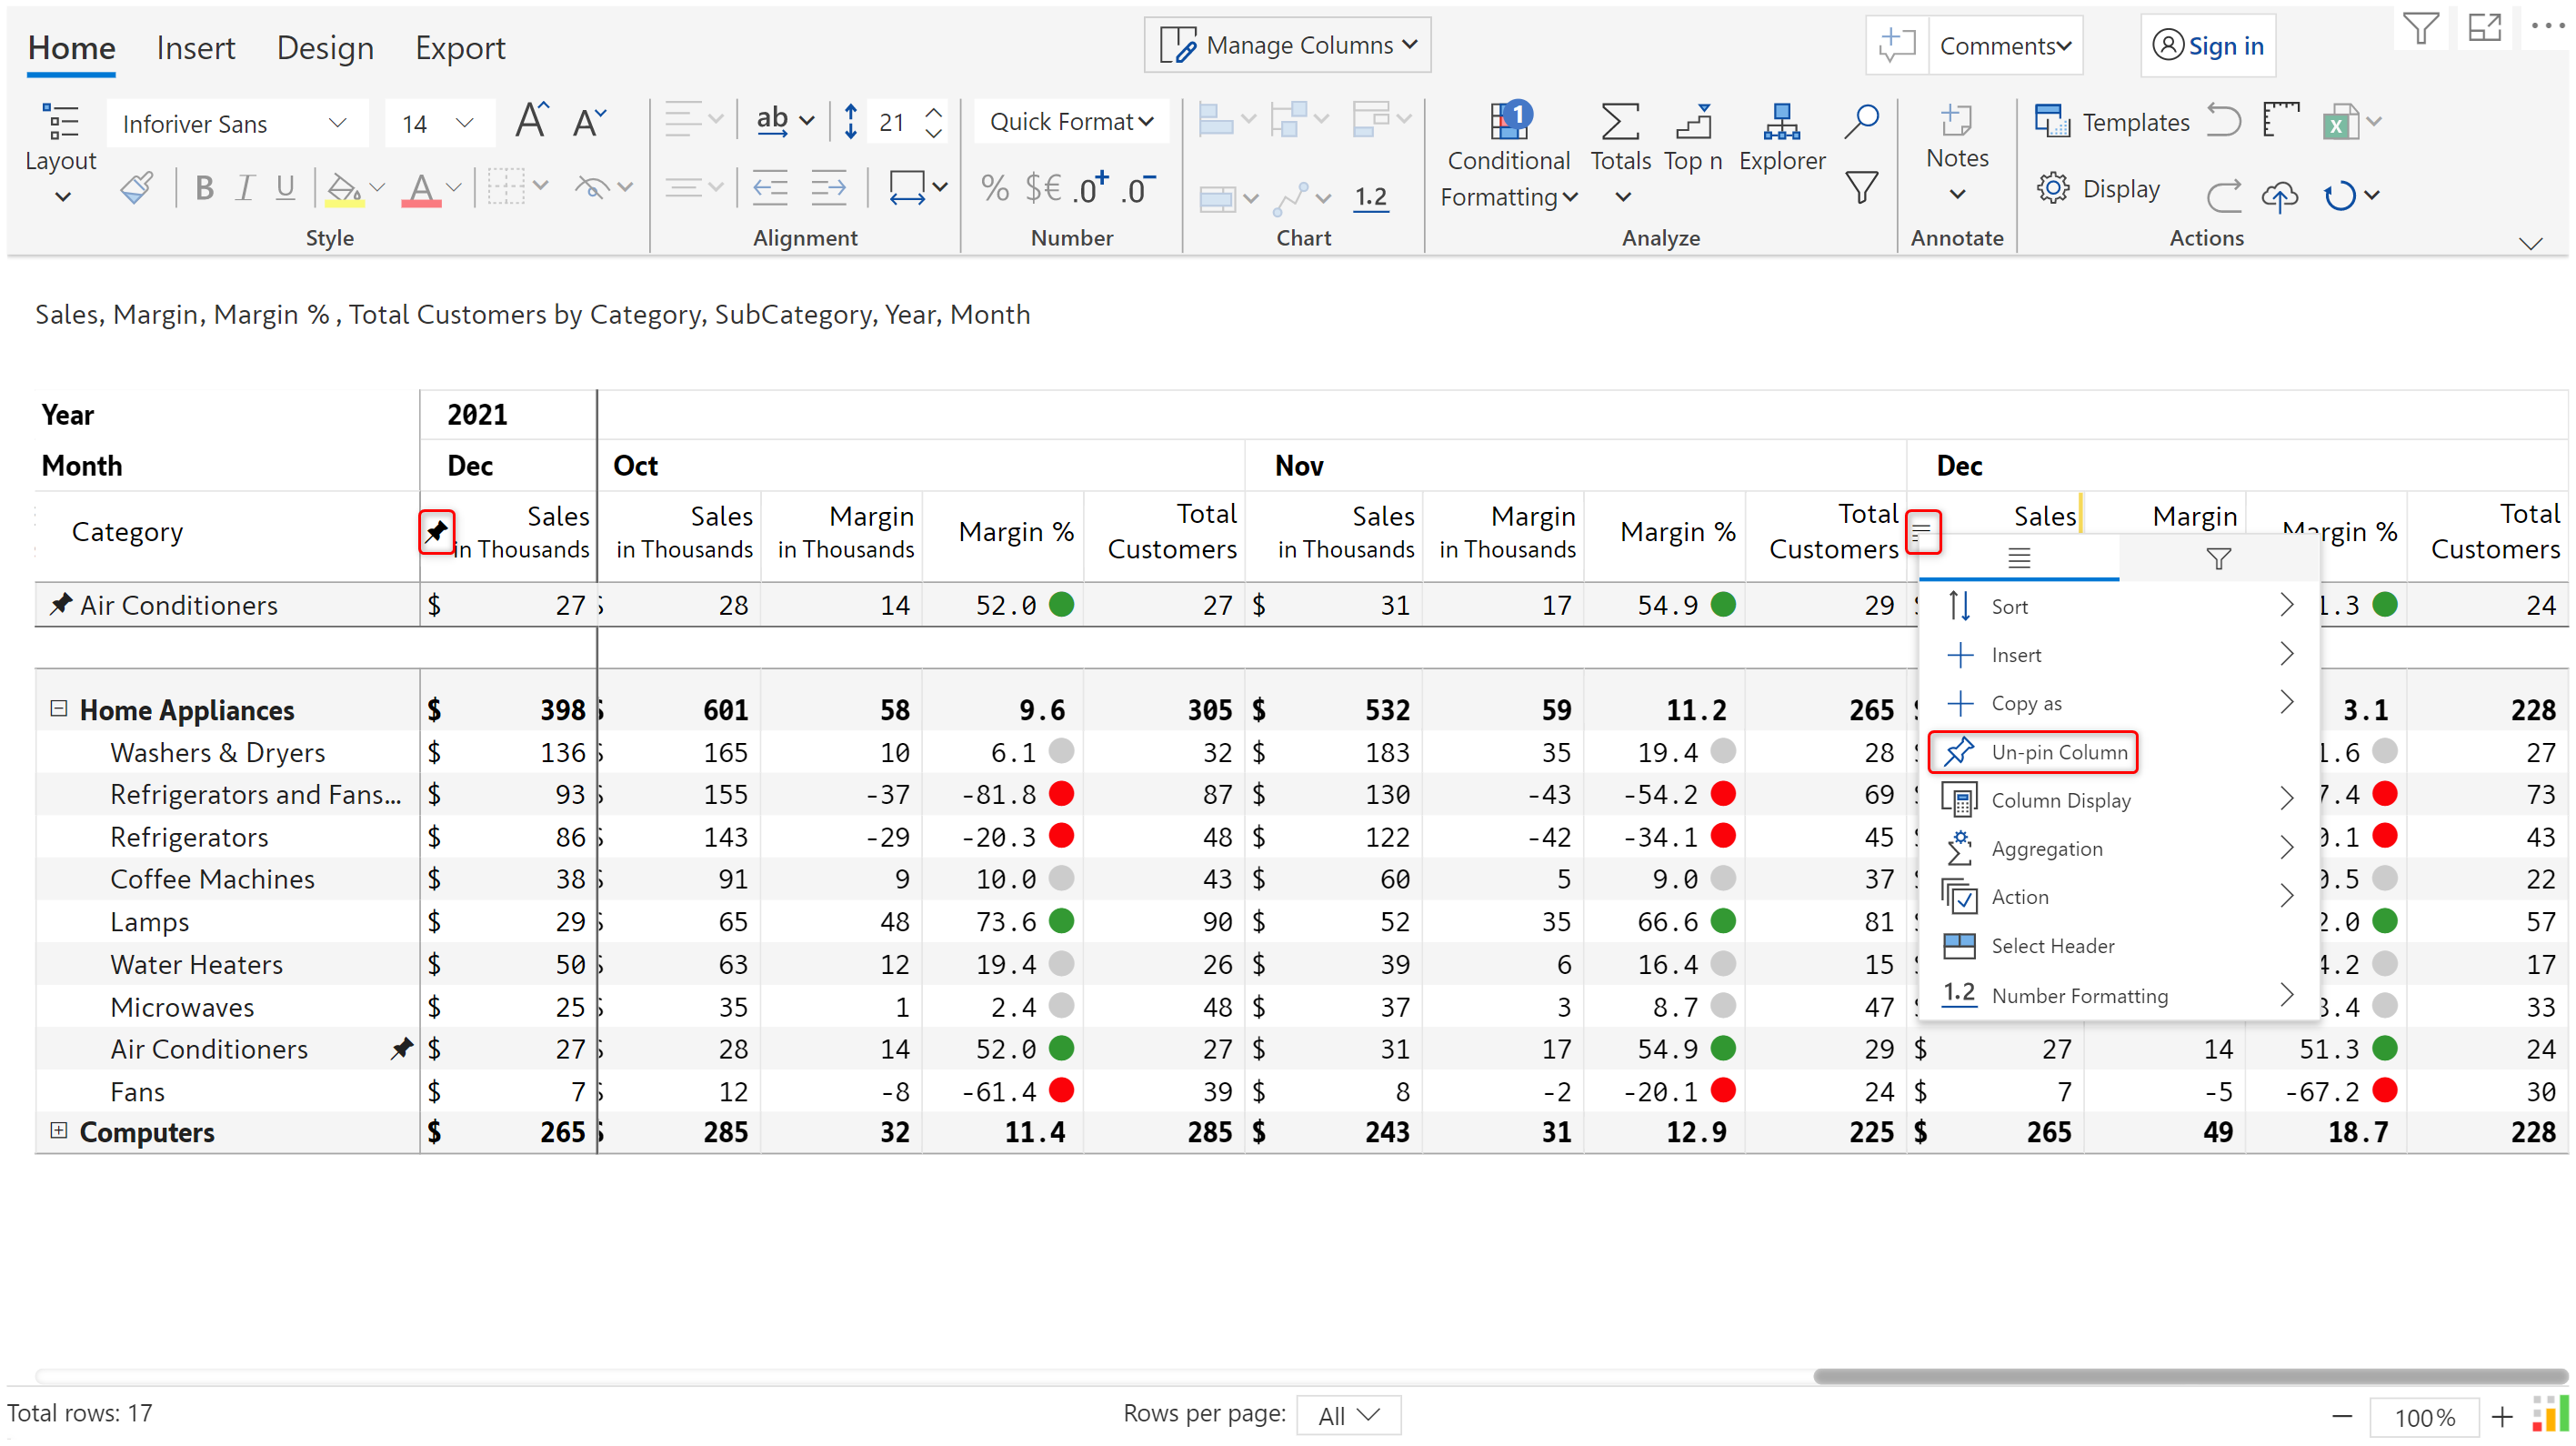 Home Insert Design Export Manage Columns Comments Sign in
Layout Inforiver Sans 14 A A ab 21 Quick Format Conditional Formatting 1 Totals Top n Explorer Notes Templates
B I U A % $€ .0+ .0- 1.2 Display
Style Alignment Number Chart Analyze Annotate Actions
Sales, Margin, Margin % , Total Customers by Category, SubCategory, Year, Month
Year 2021
Month Dec Oct Nov Dec
Category Sales in Thousands Sales in Thousands Margin in Thousands Margin % Total Customers Sales in Thousands Margin in Thousands Margin % Total Customers Sales Margin Margin % Total Customers
Air Conditioners $ 27 28 14 52.0 27 $ 31 17 54.9 29 1.3 24
Home Appliances $ 398 601 58 9.6 305 $ 532 59 11.2 265 3.1 228
Washers & Dryers $ 136 165 10 6.1 32 $ 183 35 19.4 28 .6 27
Refrigerators and Fans... $ 93 155 -37 -81.8 87 $ 130 -43 -54.2 69 .4 73
Refrigerators $ 86 143 -29 -20.3 48 $ 122 -42 -34.1 45 .1 43
Coffee Machines $ 38 91 9 10.0 43 $ 60 5 9.0 37 .5 22
Lamps $ 29 65 48 73.6 90 $ 52 35 66.6 81 .0 57
Water Heaters $ 50 63 12 19.4 26 $ 39 6 16.4 15 .2 17
Microwaves $ 25 35 1 2.4 48 $ 37 3 8.7 47 .4 33
Air Conditioners $ 27 28 14 52.0 27 $ 31 17 54.9 29 $ 27 14 51.3 24
Fans $ 7 12 -8 -61.4 39 $ 8 -2 -20.1 24 $ 7 -5 -67.2 30
Computers $ 265 285 32 11.4 285 $ 243 31 12.9 225 $ 265 49 18.7 228
Sort
Insert
Copy as
Un-pin Column
Column Display
Aggregation
Action
Select Header
1.2 Number Formatting
Total rows: 17 Rows per page: All 100%